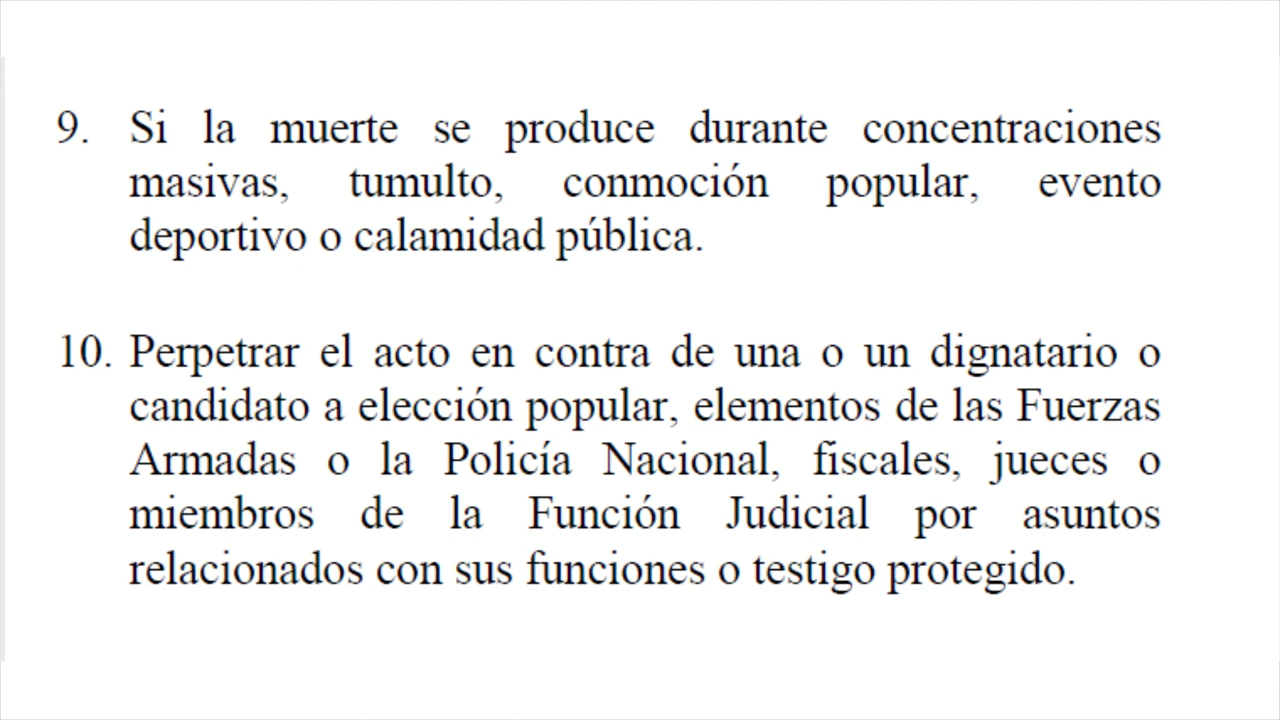 9. Si la muerte se produce durante concentraciones
masivas, tumulto, conmoción popular, evento
deportivo o calamidad pública.
10. Perpetrar el acto en contra de una o un dignatario o
candidato a elección popular, elementos de las Fuerzas
Armadas o la Policía Nacional, fiscales, jueces o
miembros de la Función Judicial por asuntos
relacionados con sus funciones o testigo protegido.